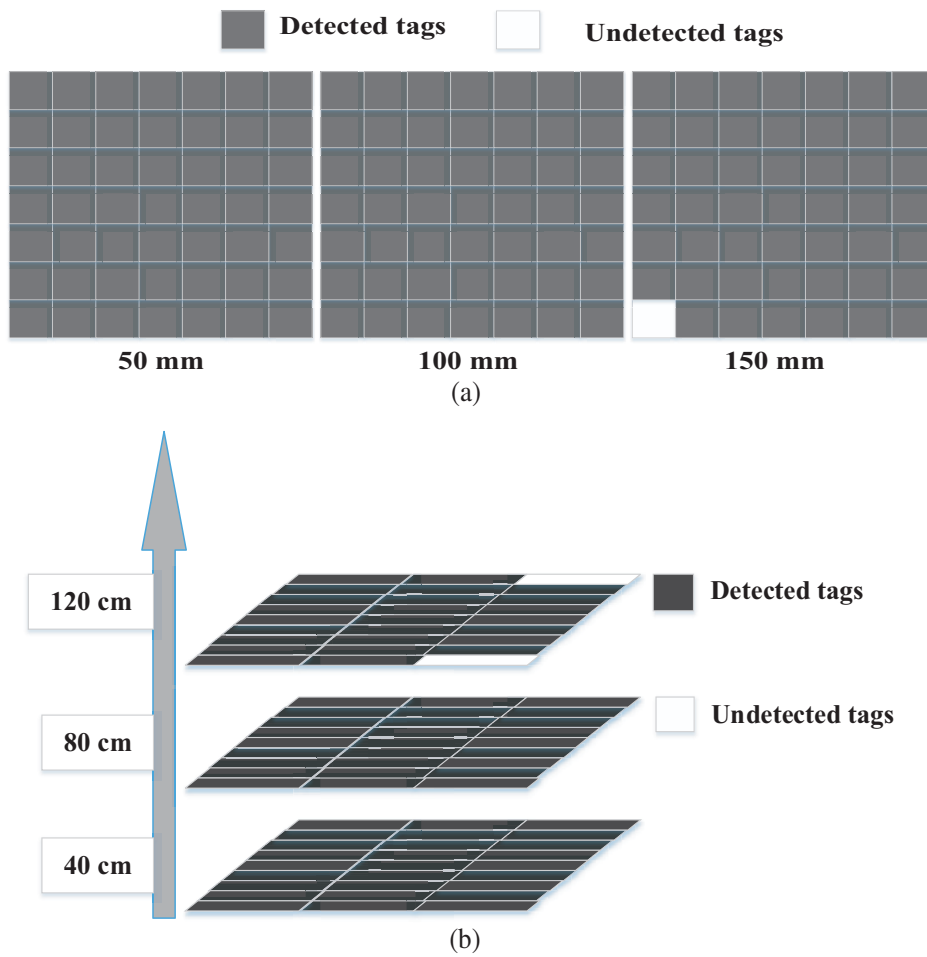 Detected tags Undetected tags
50 mm 100 mm 150 mm
(a)
120 cm
Detected tags
80 cm
Undetected tags
40 cm
(b)